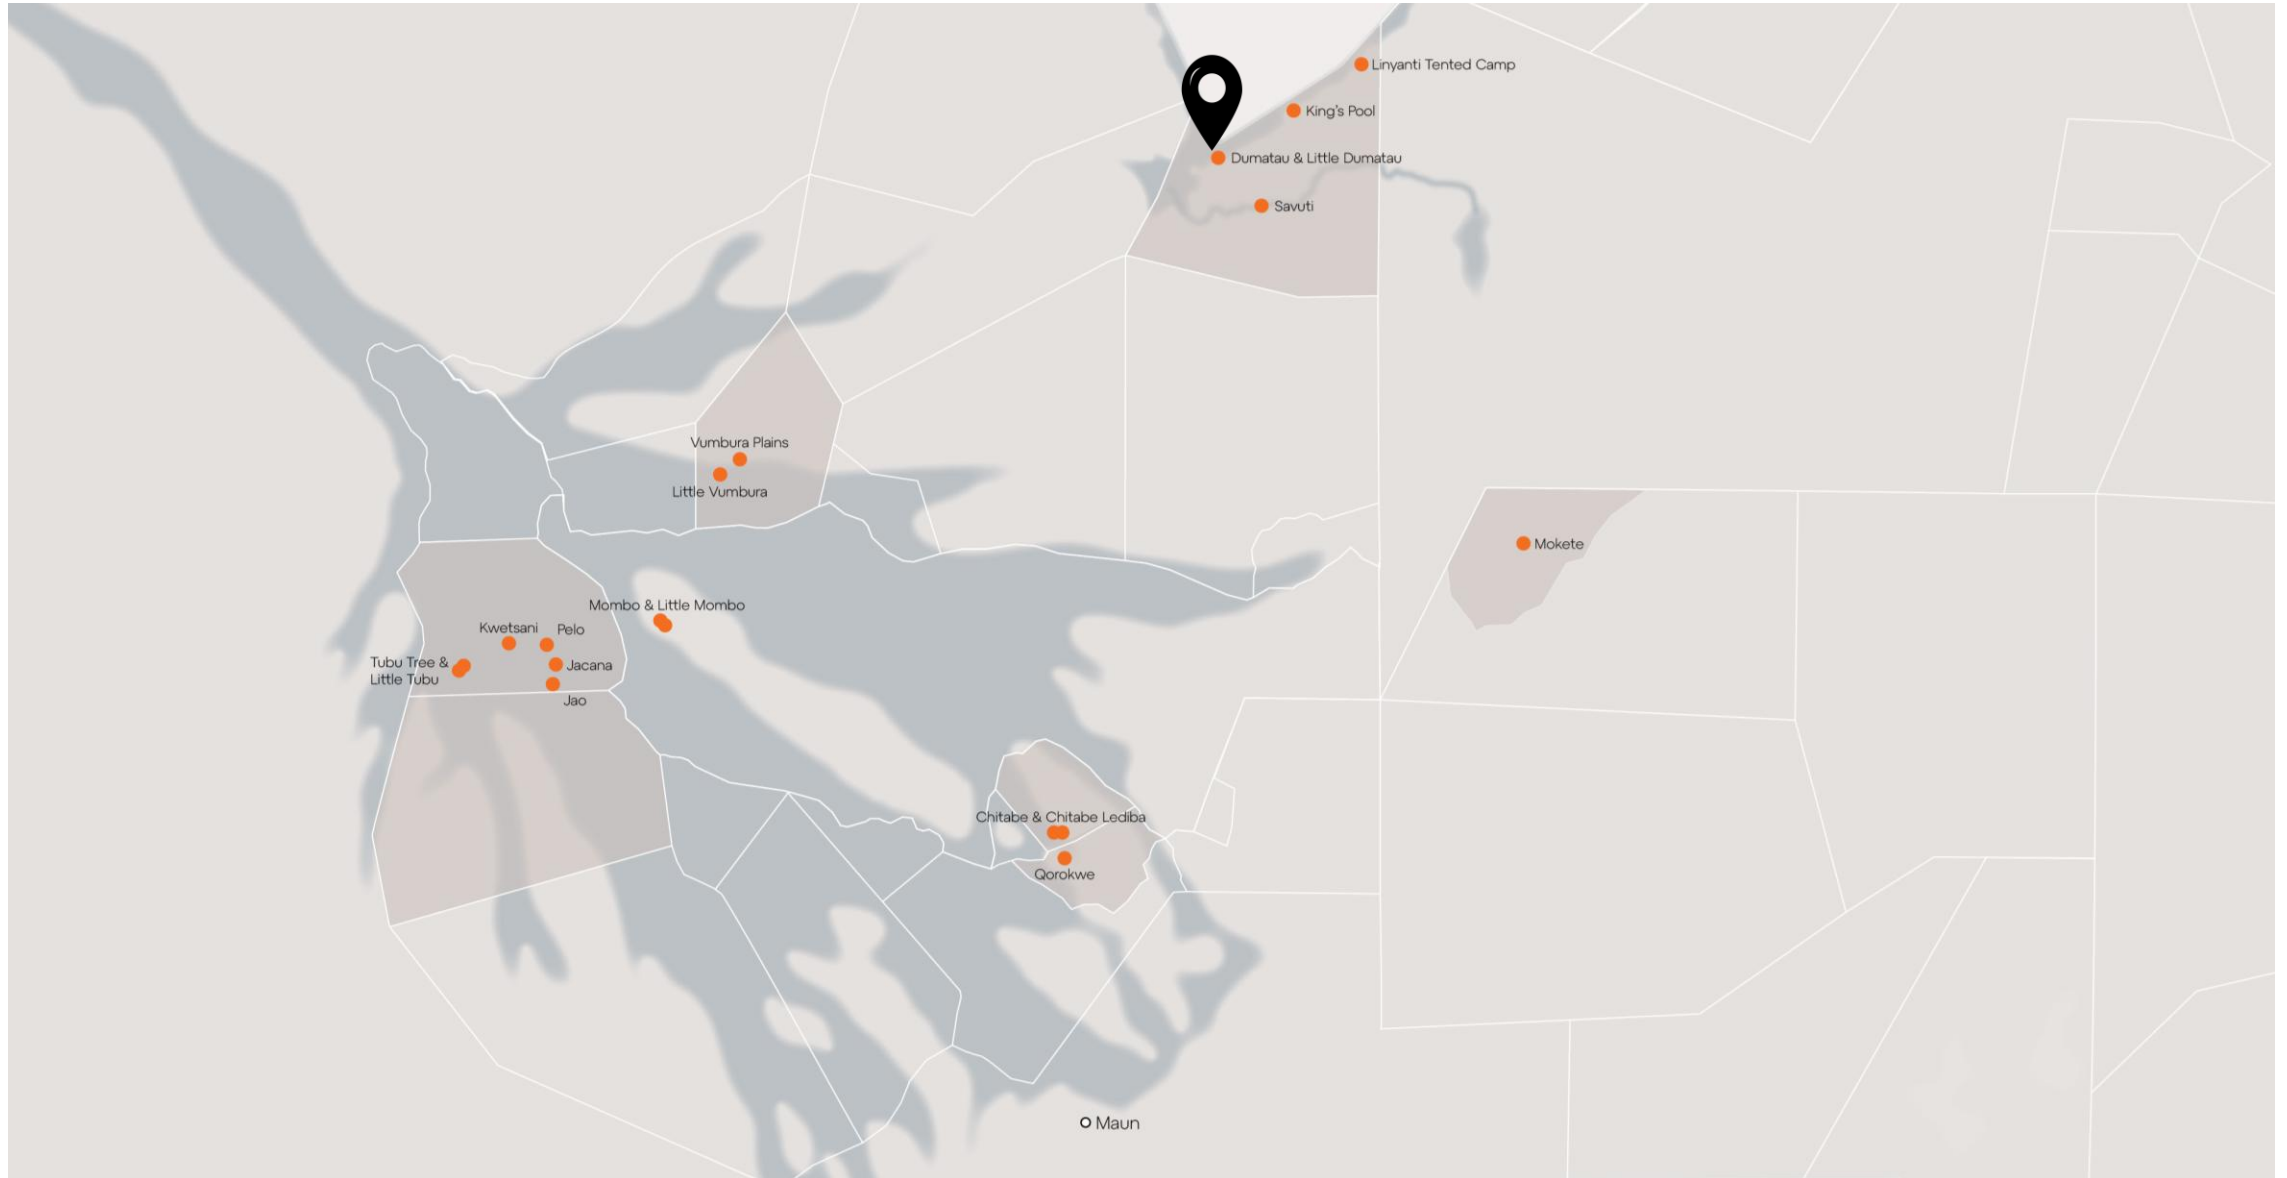 Linyanti Tented Camp
King's Pool
Dumatau & Little Dumatau
Savuti
Vumbura Plains
Little Vumbura
Mokete
Mombo & Little Mombo
Kwetsani
Pelo
Tubu Tree &
Little Tubu
Jacana
Jao
Chitabe & Chitabe Lediba
Qorokwe
Maun